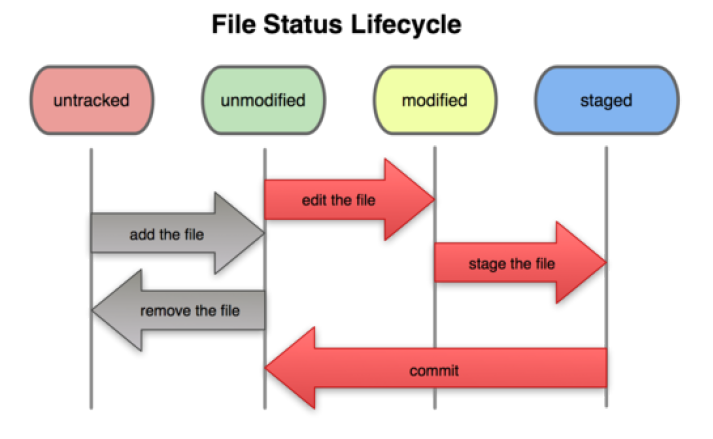 File Status Lifecycle
untracked
unmodified
modified
staged
edit the file
add the file
stage the file
remove the file
commit